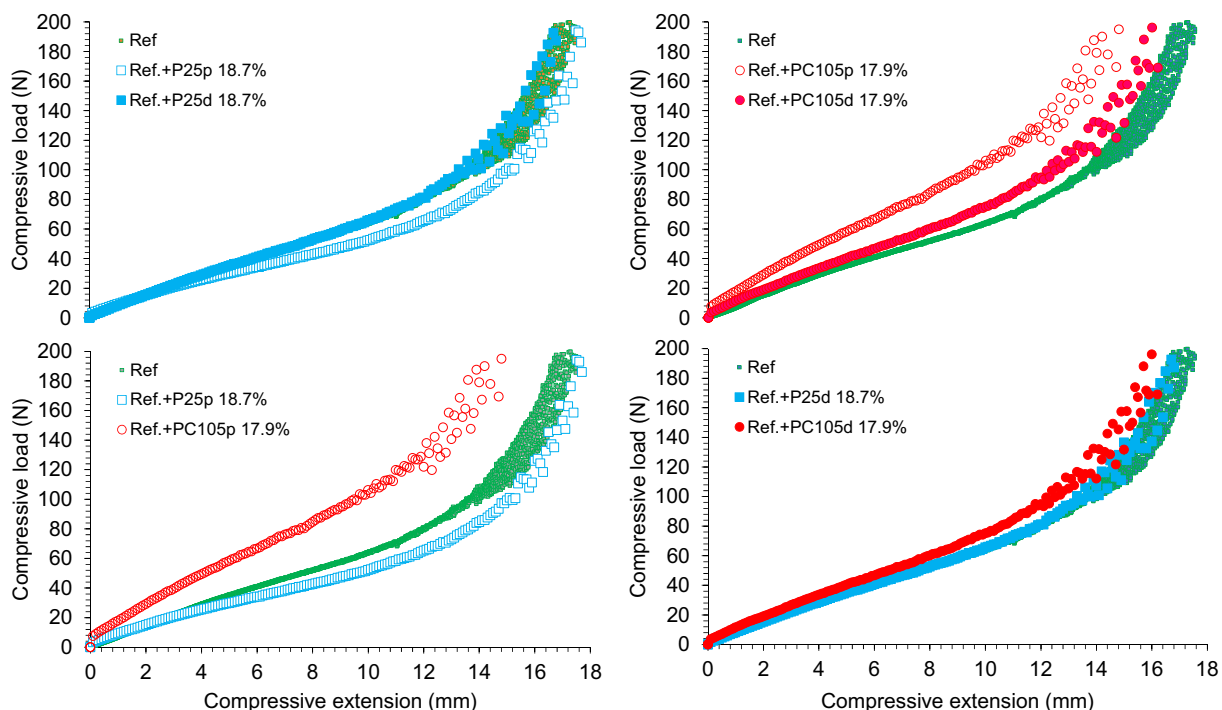 200
180
160
140
120
100
80
60
40
20
0
Compressive load (N)
Ref
Ref.+P25p 18.7%
Ref.+P25d 18.7%
200
180
160
140
120
100
80
60
40
20
0
Compressive load (N)
Ref
Ref.+PC105p 17.9%
Ref.+PC105d 17.9%
200
180
160
140
120
100
80
60
40
20
0
Compressive load (N)
Ref
Ref.+P25p 18.7%
Ref.+PC105p 17.9%
0 2 4 6 8 10 12 14 16 18
Compressive extension (mm)
200
180
160
140
120
100
80
60
40
20
0
Compressive load (N)
Ref
Ref.+P25d 18.7%
Ref.+PC105d 17.9%
0 2 4 6 8 10 12 14 16 18
Compressive extension (mm)